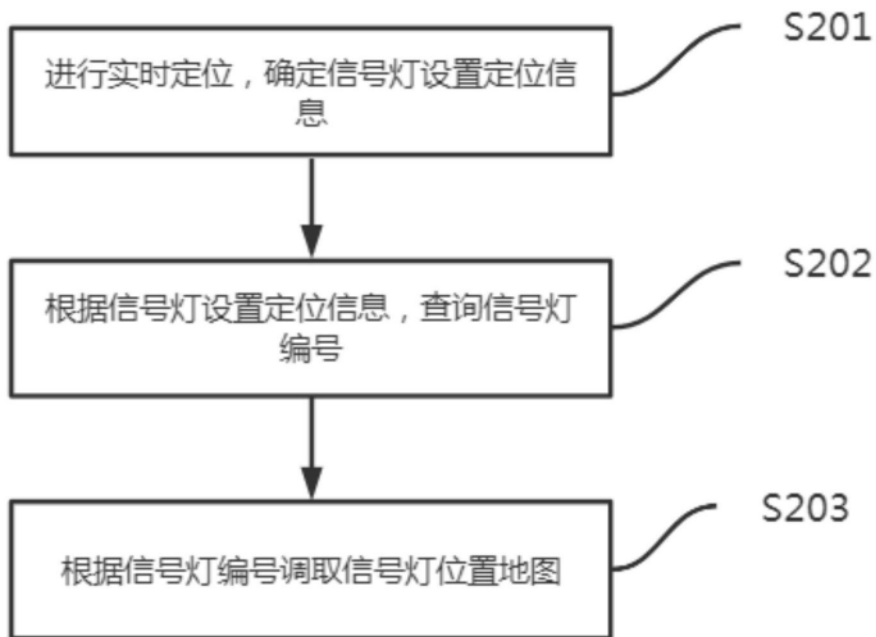 S201
进行实时定位，确定信号灯设置定位信
息
S202
根据信号灯设置定位信息，查询信号灯
编号
S203
根据信号灯编号调取信号灯位置地图